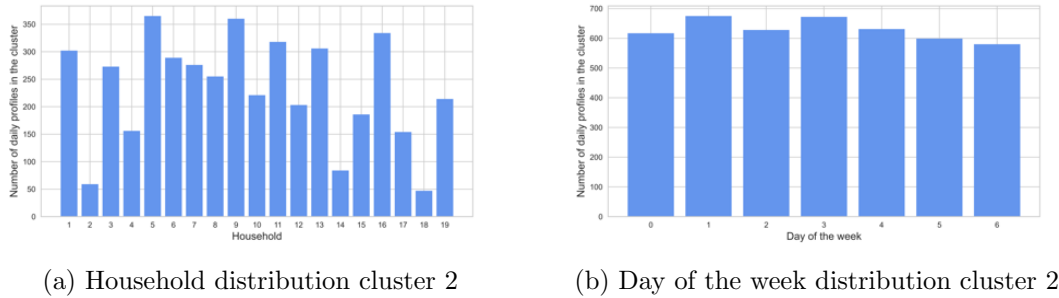 350
300
250
200
150
100
50
0
Number of daily profiles in the cluster
1 2 3 4 5 6 7 8 9 10 11 12 13 14 15 16 17 18 19
Household
(a) Household distribution cluster 2
700
600
500
400
300
200
100
0
Number of daily profiles in the cluster
0 1 2 3 4 5 6
Day of the week
(b) Day of the week distribution cluster 2